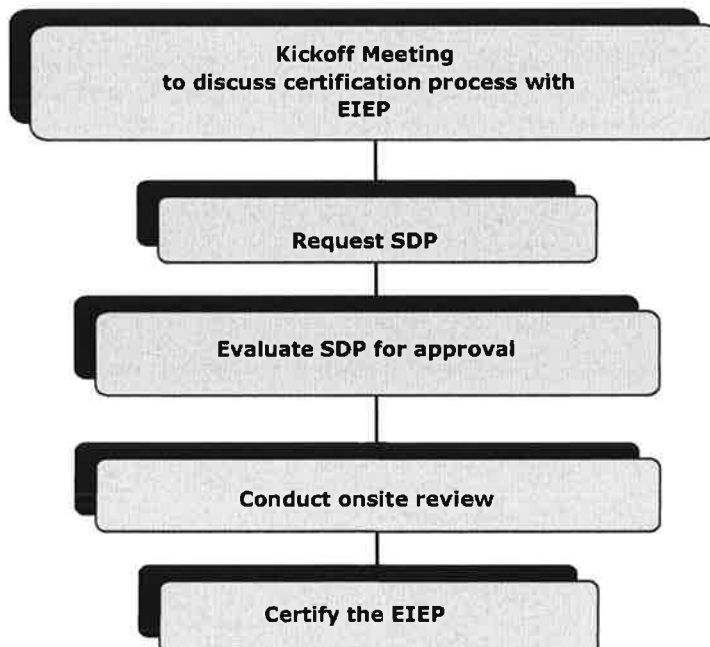 Kickoff Meeting
to discuss certification process with
EIEP
Request SDP
Evaluate SDP for approval
Conduct onsite review
Certify the EIEP